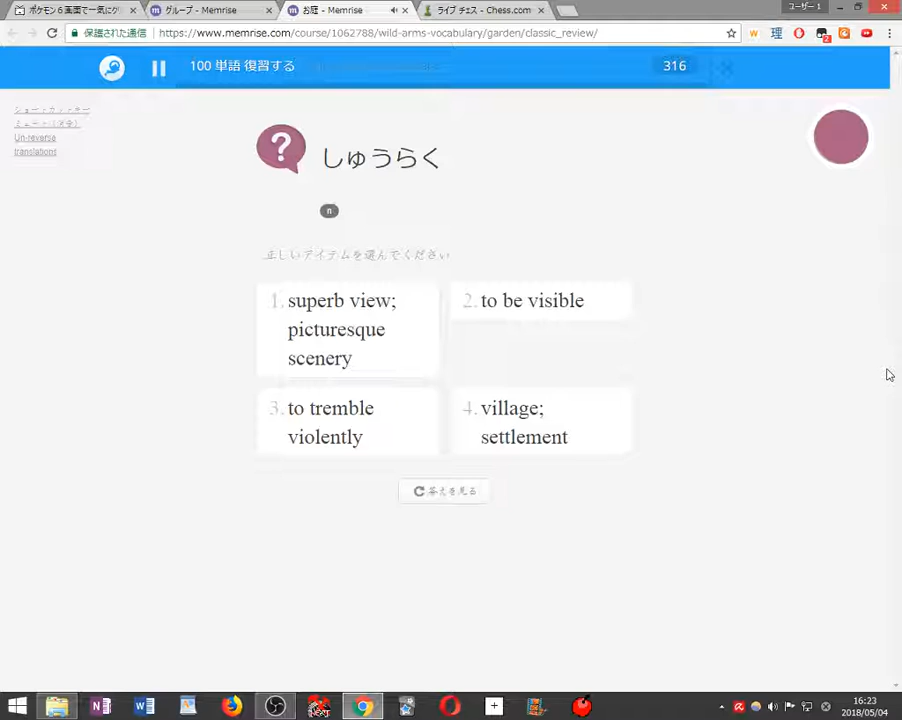 ポケモン6画面で一気にク
グループ - Memrise
お庭 - Memrise
ライブ チェス - Chess.com
ユーザー 1
保護された通信 https://www.memrise.com/course/1062788/wild-arms-vocabulary/garden/classic_review/
100 単語 復習する
316
Un-reverse
translations
しゅうらく
n
正しいアイテムを選んでください
1. superb view;
picturesque
scenery
2. to be visible
3. to tremble
violently
4. village;
settlement
答えを見る
16:23
2018/05/04